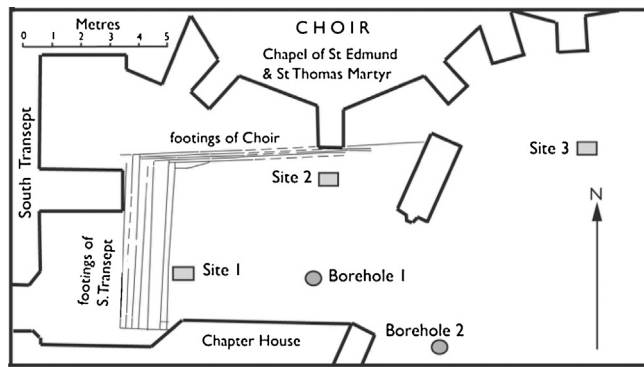 Metres
0 1 2 3 4 5
CHOIR
Chapel of St Edmund
& St Thomas Martyr
footings of Choir
South Transept
Site 3
Site 2
N
footings of
S. Transept
Site 1
Borehole 1
Chapter House
Borehole 2